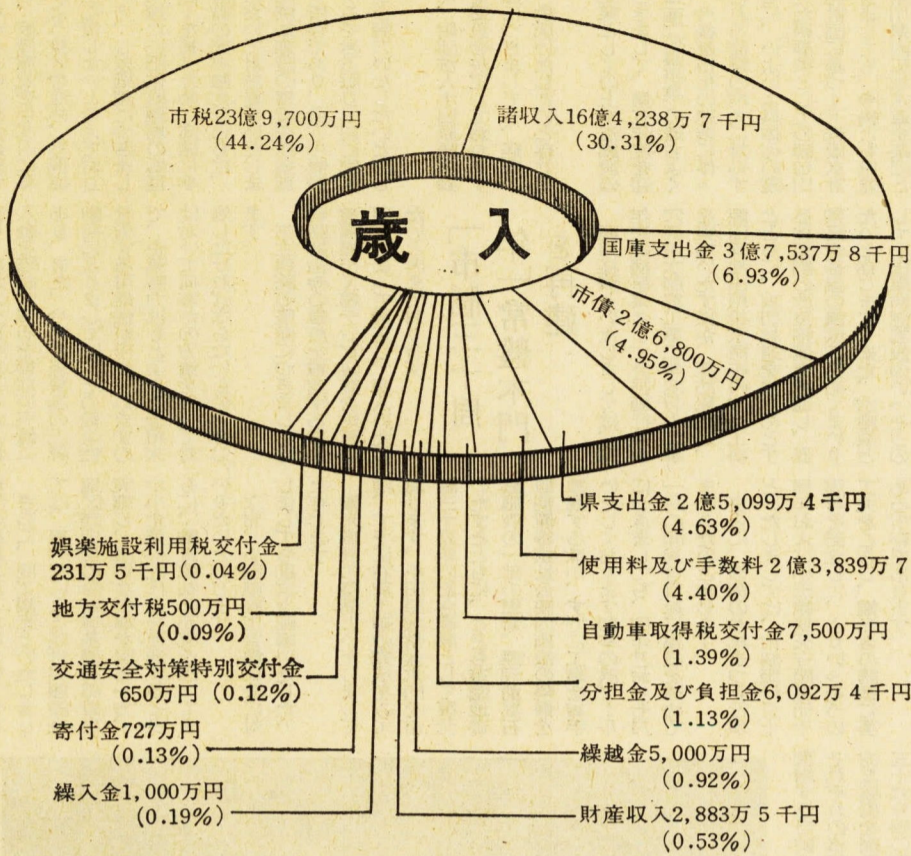 市税23億9,700万円
(44.24%)
諸収入16億4,238万7千円
(30.31%)
歳入
国庫支出金3億7,537万8千円
(6.93%)
市債2億6,800万円
(4.95%)
県支出金2億5,099万4千円
(4.63%)
使用料及び手数料2億3,839万7
(4.40%)
自動車取得税交付金7,500万円
(1.39%)
分担金及び負担金6,092万4千円
(1.13%)
繰越金5,000万円
(0.92%)
財産収入2,883万5千円
(0.53%)
娯楽施設利用税交付金
231万5千円(0.04%)
地方交付税500万円
(0.09%)
交通安全対策特別交付金
650万円(0.12%)
寄付金727万円
(0.13%)
繰入金1,000万円
(0.19%)